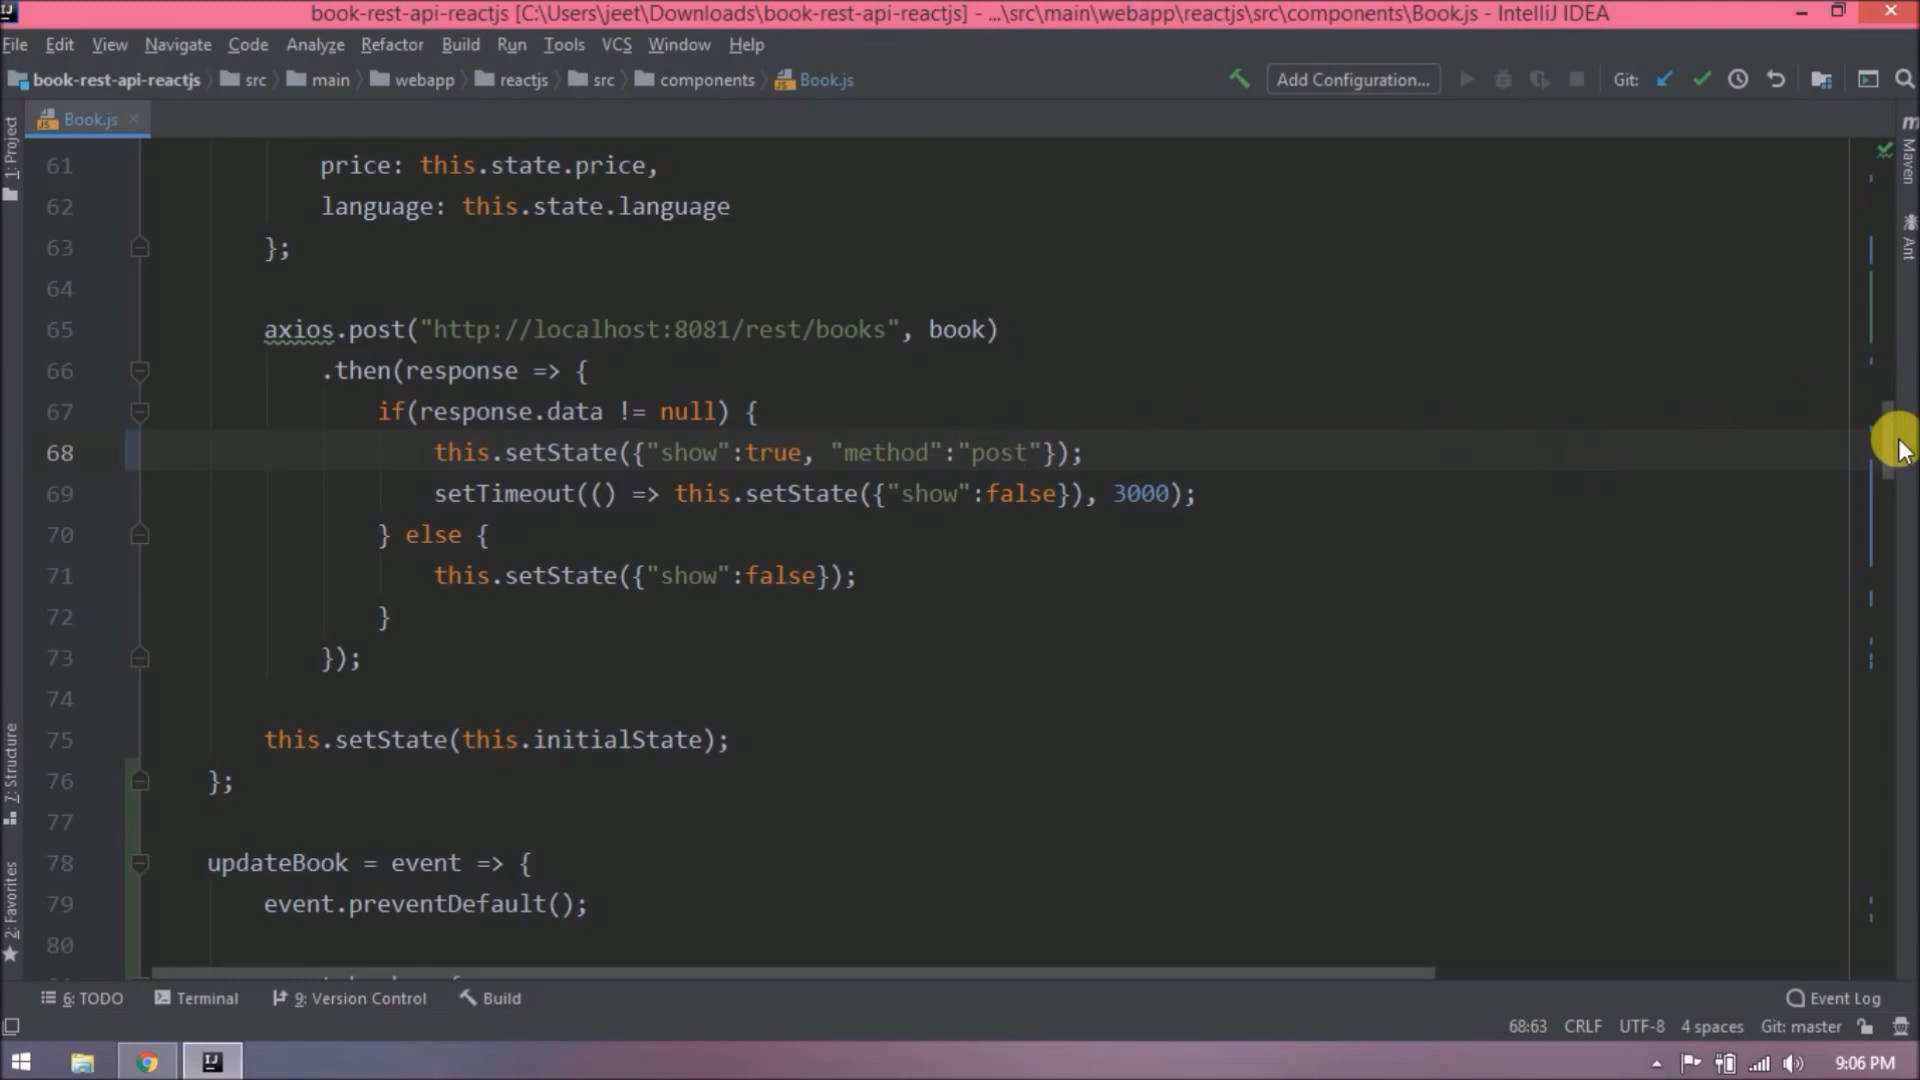 book-rest-api-reactjs [C:\Users\jeet\Downloads\book-rest-api-reactjs] - ...\src\main\webapp\reactjs\src\components\Book.js - IntelliJ IDEA
File Edit View Navigate Code Analyze Refactor Build Run Tools VCS Window Help
book-rest-api-reactjs src main webapp reactjs src components Book.js Add Configuration... Git:
Book.js
1: Project
Maven
Ant
61 price: this.state.price,
62 language: this.state.language
63 };
64
65 axios.post("http://localhost:8081/rest/books", book)
66 .then(response => {
67 if(response.data != null) {
68 this.setState({"show":true, "method":"post"});
69 setTimeout(() => this.setState({"show":false}), 3000);
70 } else {
71 this.setState({"show":false});
72 }
73 });
74
75 this.setState(this.initialState);
76 };
77
78 updateBook = event => {
79 event.preventDefault();
80
7: Structure
2: Favorites
6: TODO Terminal 9: Version Control Build Event Log
68:63 CRLF UTF-8 4 spaces Git: master
9:06 PM